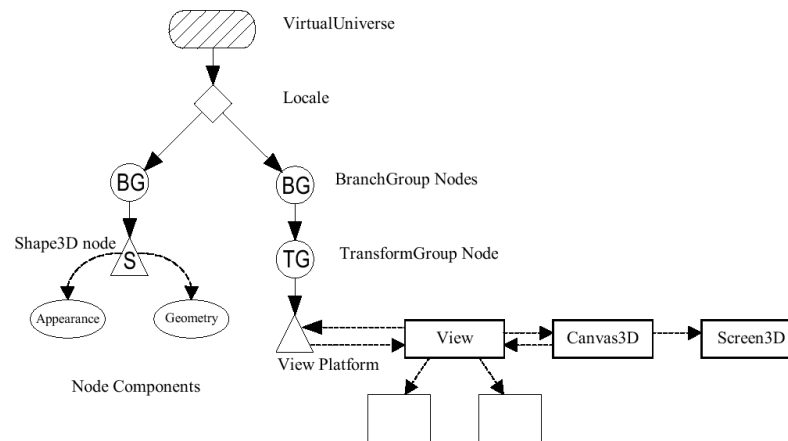 VirtualUniverse
Locale
BG
BG
BranchGroup Nodes
Shape3D node
S
TG
TransformGroup Node
Appearance
Geometry
View
Canvas3D
Screen3D
View Platform
Node Components